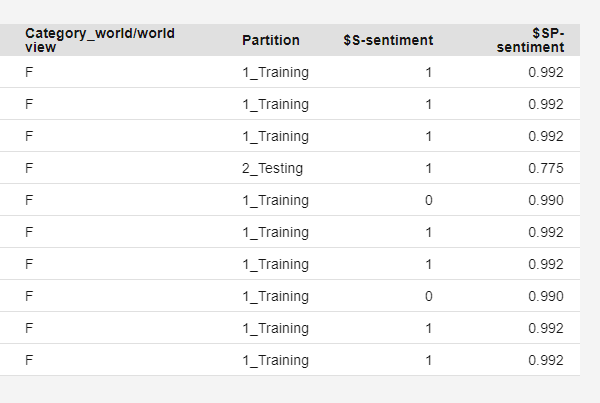 Category_world/world view Partition $S-sentiment $SP-sentiment
F 1_Training 1 0.992
F 1_Training 1 0.992
F 1_Training 1 0.992
F 2_Testing 1 0.775
F 1_Training 0 0.990
F 1_Training 1 0.992
F 1_Training 1 0.992
F 1_Training 0 0.990
F 1_Training 1 0.992
F 1_Training 1 0.992